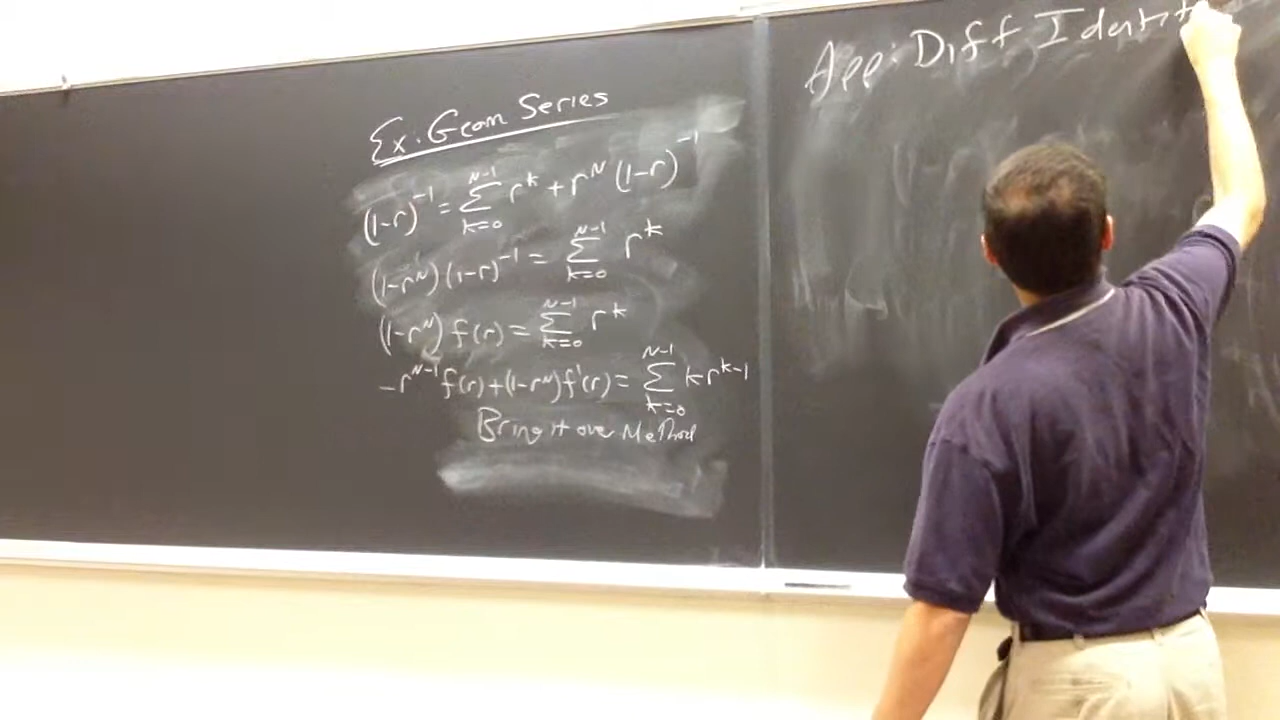 Ex. Geom Series
(1-r)⁻¹ = Σ_{k=0}^{N-1} r^k + r^N (1-r)⁻¹
(1-r^N)(1-r)⁻¹ = Σ_{k=0}^{N-1} r^k
(1-r^N) f(r) = Σ_{k=0}^{N-1} r^k
-r^{N-1} f(r) + (1-r^N) f'(r) = Σ_{k=0}^{N-1} k r^{k-1}
Bring it over Method
App: Diff Identit